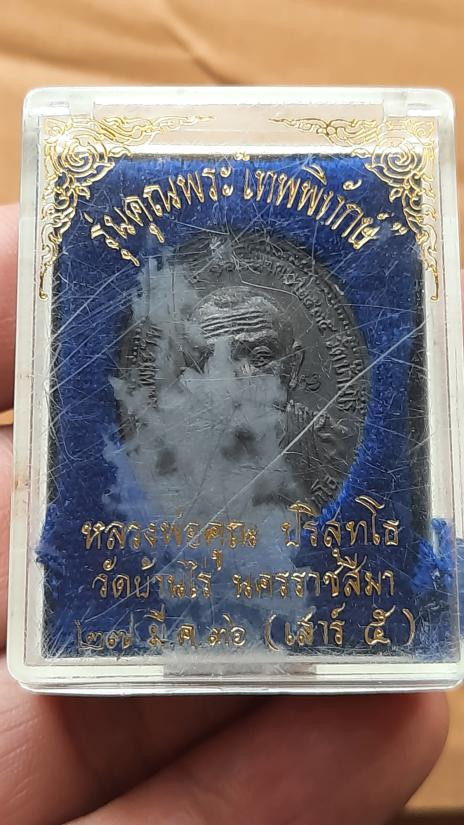 รุ่นคุณพระ เทพพิทักษ์
หลวงพ่อคูณ ปริสุทโธ
วัดบ้านไร่ นครราชสีมา
๒๗ มี.ค.๓๖ (เสาร์ ๕)